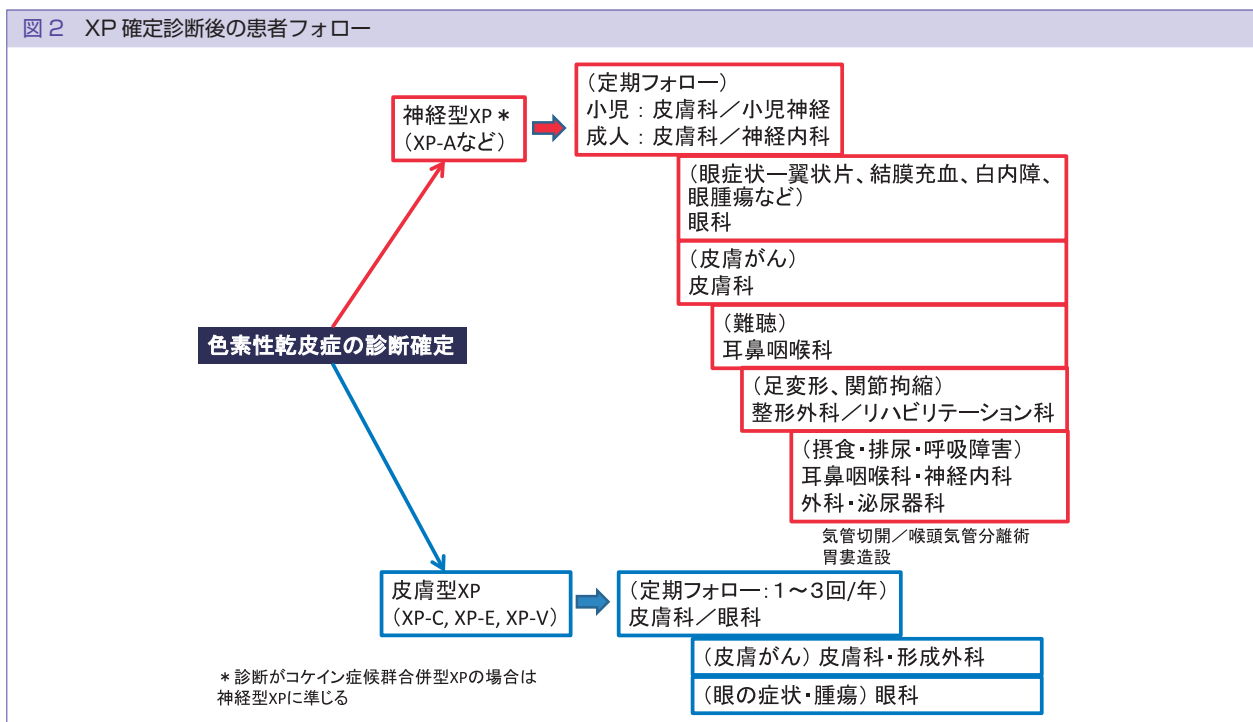 図2 XP確定診断後の患者フォロー
神経型XP*
(XP-Aなど)
(定期フォロー)
小児:皮膚科/小児神経
成人:皮膚科/神経内科
(眼症状ー翼状片、結膜充血、白内障、
眼腫瘍など)
眼科
(皮膚がん)
皮膚科
(難聴)
耳鼻咽喉科
(足変形、関節拘縮)
整形外科/リハビリテーション科
(摂食・排尿・呼吸障害)
耳鼻咽喉科・神経内科
外科・泌尿器科
気管切開/喉頭気管分離術
胃瘻造設
色素性乾皮症の診断確定
皮膚型XP
(XP-C, XP-E, XP-V)
(定期フォロー:1~3回/年)
皮膚科/眼科
(皮膚がん) 皮膚科・形成外科
(眼の症状・腫瘍) 眼科
*診断がコケイン症候群合併型XPの場合は
神経型XPに準じる